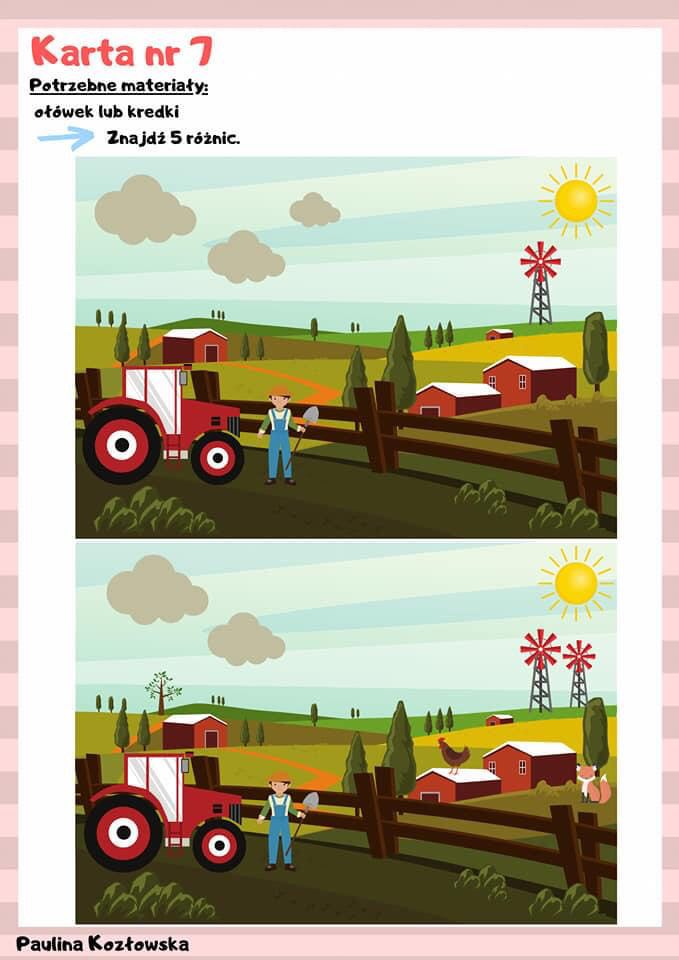 Karta nr 7
Potrzebne materiały:
ołówek lub kredki
Znajdź 5 różnic.
Paulina Kozłowska